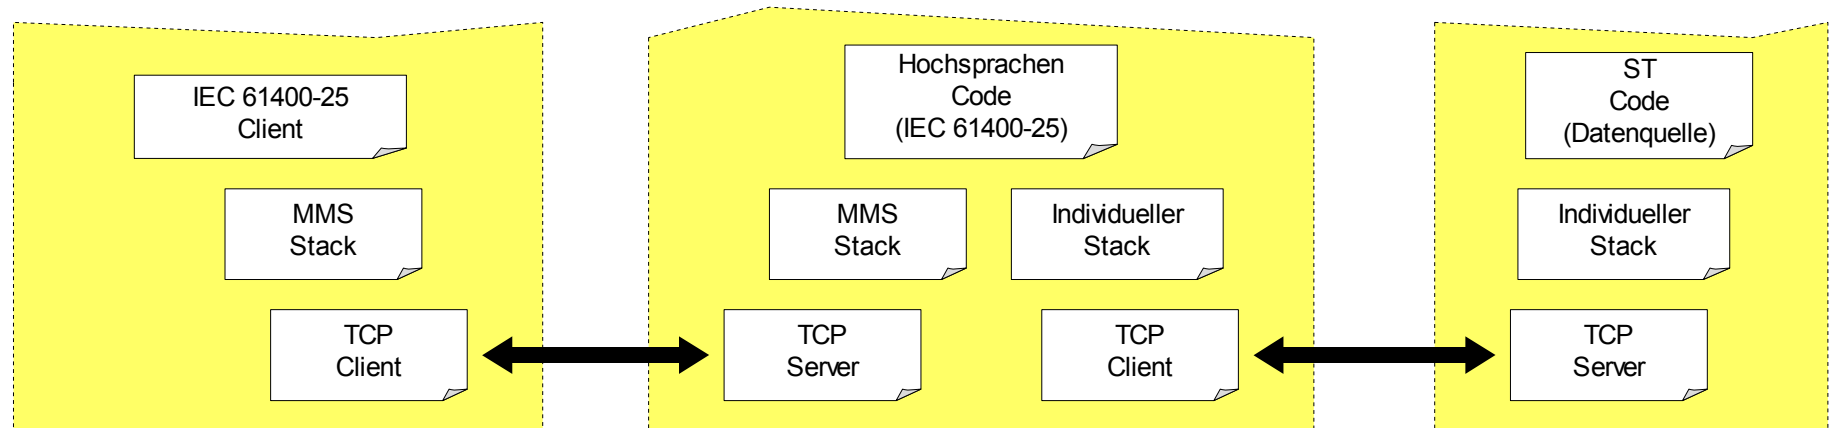 IEC 61400-25
Client
MMS
Stack
TCP
Client
Hochsprachen
Code
(IEC 61400-25)
MMS
Stack
Individueller
Stack
TCP
Server
TCP
Client
ST
Code
(Datenquelle)
Individueller
Stack
TCP
Server